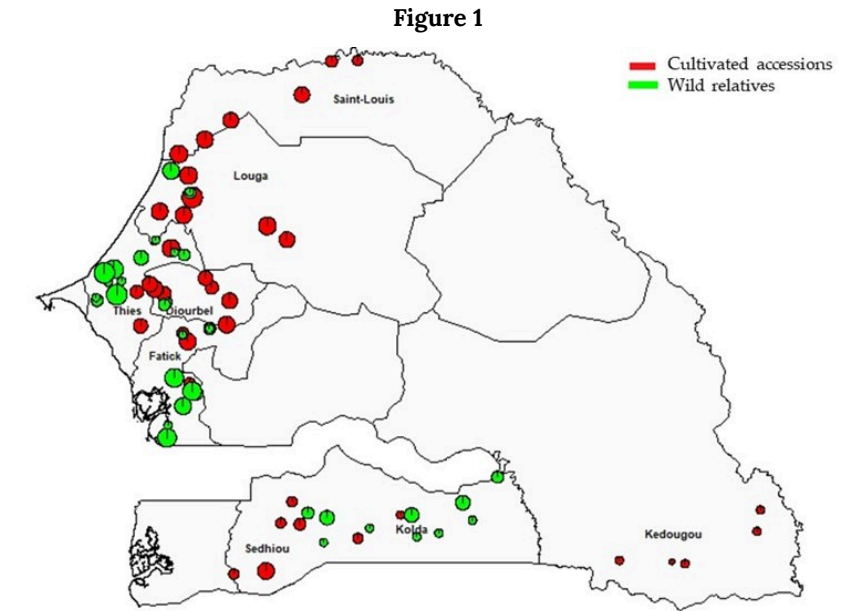 Figure 1
Cultivated accessions
Wild relatives
Saint-Louis
Louga
Thies
Diourbel
Fatick
Kolda
Sedhiou
Kedougou